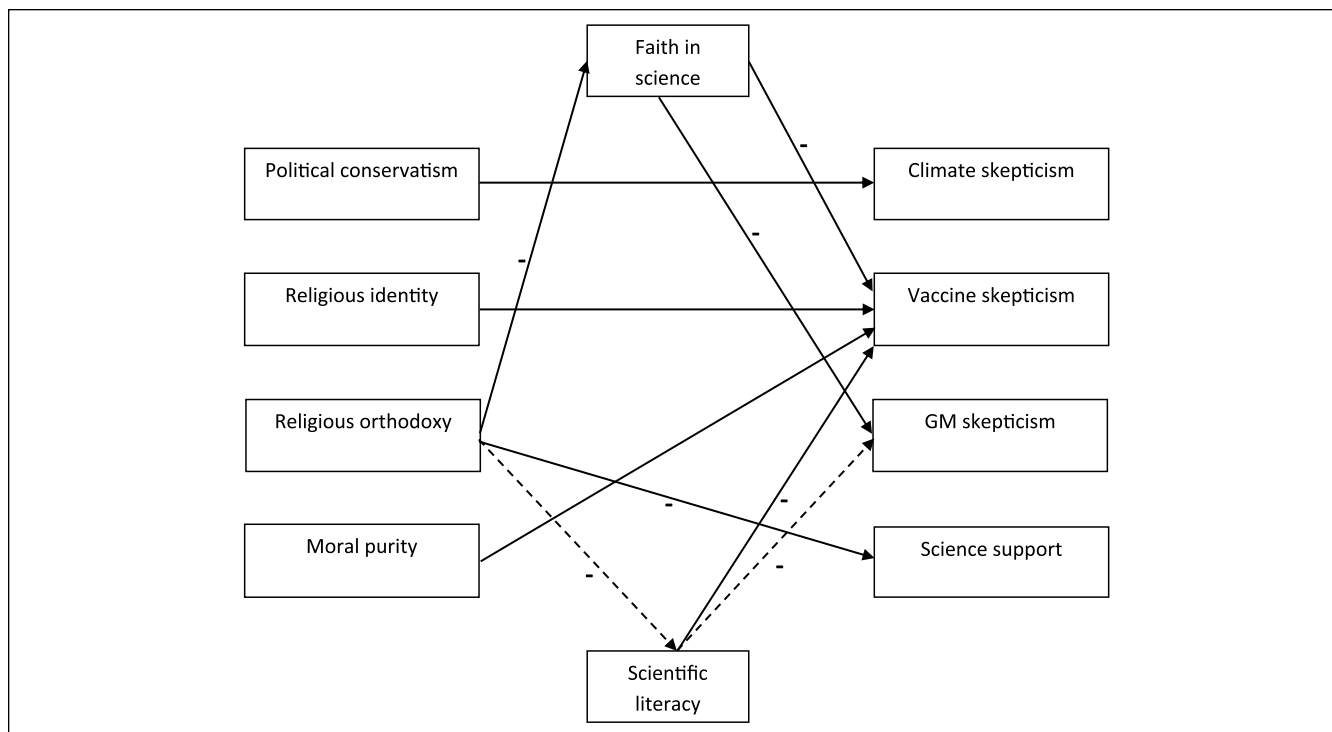 Faith in
science
Political conservatism
Climate skepticism
Religious identity
Vaccine skepticism
Religious orthodoxy
GM skepticism
Moral purity
Science support
Scientific
literacy
-
-
-
-
-
-
-